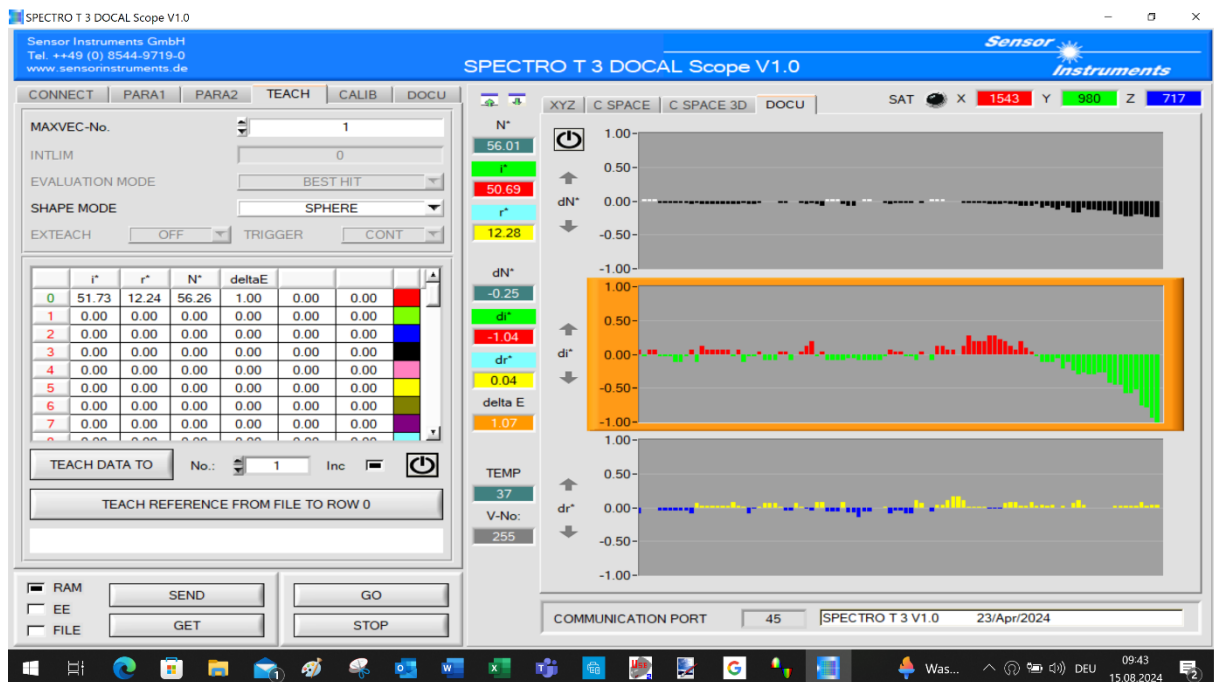 SPECTRO T 3 DOCAL Scope V1.0
Sensor Instruments GmbH
Tel. ++49 (0) 8544-9719-0
www.sensorinstruments.de
SPECTRO T 3 DOCAL Scope V1.0
Sensor
Instruments
CONNECT PARA1 PARA2 TEACH CALIB DOCU
MAXVEC-No. 1
INTLIM 0
EVALUATION MODE BEST HIT
SHAPE MODE SPHERE
EXTEACH OFF TRIGGER CONT
i* r* N* deltaE
0 51.73 12.24 56.26 1.00 0.00 0.00
1 0.00 0.00 0.00 0.00 0.00 0.00
2 0.00 0.00 0.00 0.00 0.00 0.00
3 0.00 0.00 0.00 0.00 0.00 0.00
4 0.00 0.00 0.00 0.00 0.00 0.00
5 0.00 0.00 0.00 0.00 0.00 0.00
6 0.00 0.00 0.00 0.00 0.00 0.00
7 0.00 0.00 0.00 0.00 0.00 0.00
TEACH DATA TO No.: 1 Inc
TEACH REFERENCE FROM FILE TO ROW 0
RAM
EE
FILE
SEND GO
GET STOP
N*
56.01
i*
50.69
r*
12.28
dN*
-0.25
di*
-1.04
dr*
0.04
delta E
1.07
TEMP
37
V-No:
255
XYZ C SPACE C SPACE 3D DOCU
SAT X 1543 Y 980 Z 717
1.00
0.50
dN* 0.00
-0.50
-1.00
1.00
0.50
di* 0.00
-0.50
-1.00
1.00
0.50
dr* 0.00
-0.50
-1.00
COMMUNICATION PORT 45 SPECTRO T 3 V1.0 23/Apr/2024
Was... DEU 09:43
15.08.2024